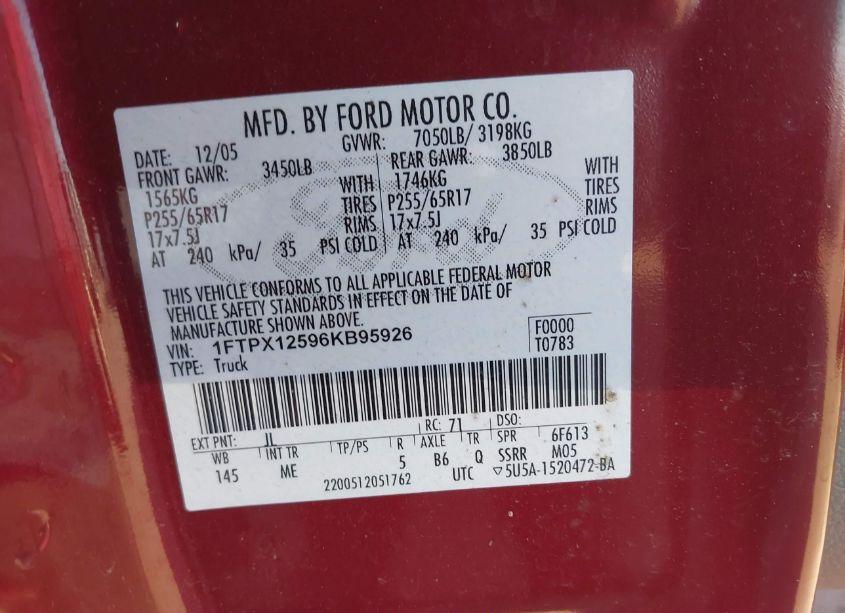 MFD. BY FORD MOTOR CO.
DATE: 12/05 GVWR: 7050LB/ 3198KG
FRONT GAWR: 3450LB REAR GAWR: 3850LB
1565KG WITH 1746KG WITH
P255/65R17 TIRES P255/65R17 TIRES
17x7.5J RIMS 17x7.5J RIMS
AT 240 kPa/ 35 PSI COLD AT 240 kPa/ 35 PSI COLD
Ford
THIS VEHICLE CONFORMS TO ALL APPLICABLE FEDERAL MOTOR
VEHICLE SAFETY STANDARDS IN EFFECT ON THE DATE OF
MANUFACTURE SHOWN ABOVE.
VIN: 1FTPX12596KB95926 F0000
TYPE: Truck T0783
EXT PNT: JL RC: 71 DSO:
WB INT TR TP/PS R AXLE TR SPR 6F613
145 ME 5 B6 Q SSRR M05
2200512051762 UTC ▽5U5A-1520472-BA